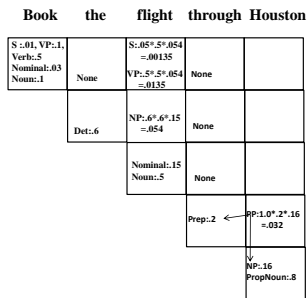 Book the flight through Houston
S :.01, VP:.1,
Verb:.5
Nominal:.03
Noun:.1
None
S:.05*.5*.054
=.00135
VP:.5*.5*.054
=.0135
None
Det:.6
NP:.6*.6*.15
=.054
None
Nominal:.15
Noun:.5
None
Prep:.2
PP:1.0*.2*.16
=.032
NP:.16
PropNoun:.8